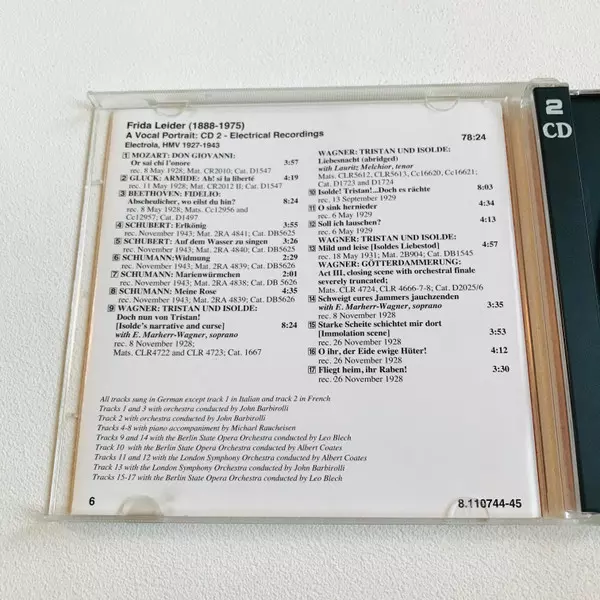 Frida Leider (1888-1975)
A Vocal Portrait: CD 2 - Electrical Recordings
Electrola, HMV 1927-1943
78:24
1 MOZART: DON GIOVANNI:
Or sai chi l'onore 3:57
rec. 8 May 1928; Mat. CR2010; Cat. D1547
2 GLUCK: ARMIDE: Ah! si la liberté 4:19
rec. 11 May 1928; Mat. CR2012 II; Cat. D1547
3 BEETHOVEN: FIDELIO:
Abscheulicher, wo eilst du hin? 8:24
rec. 8 May 1928; Mats. Cc12956 and
Cc12957; Cat. D1497
4 SCHUBERT: Erlkönig 3:55
rec. November 1943; Mat. 2RA 4841; Cat. DB5625
5 SCHUBERT: Auf dem Wasser zu singen 3:26
rec. November 1943; Mat. 2RA 4840; Cat. DB5625
6 SCHUMANN: Widmung 2:29
rec. November 1943; Mat. 2RA 4839; Cat. DB5626
7 SCHUMANN: Marienwürmchen 2:01
rec. November 1943; Mat. 2RA 4838; Cat. DB 5626
8 SCHUMANN: Meine Rose 4:35
rec. November 1943; Mat. 2RA 4839; Cat. DB5626
9 WAGNER: TRISTAN UND ISOLDE:
Doch nun von Tristan!
[Isolde's narrative and curse] 8:24
with E. Marherr-Wagner, soprano
rec. 8 November 1928;
Mats. CLR4722 and CLR 4723; Cat. 1667
WAGNER: TRISTAN UND ISOLDE:
Liebesnacht (abridged)
with Lauritz Melchior, tenor
Mats. CLR5612, CLR5613, Cc16620, Cc16621;
Cat. D1723 and D1724
10 Isolde! Tristan!...Doch es rächte 8:03
rec. 13 September 1929
11 O sink hernieder 4:34
rec. 6 May 1929
12 Soll ich lauschen? 4:13
rec. 6 May 1929
WAGNER: TRISTAN UND ISOLDE:
13 Mild und leise [Isoldes Liebestod] 4:57
rec. 18 May 1931; Mat. 2B904; Cat. DB1545
WAGNER: GÖTTERDÄMMERUNG:
Act III, closing scene with orchestral finale
severely truncated;
Mats. CLR 4724, CLR 4666-7-8; Cat. D2025/6
14 Schweigt eures Jammers jauchzenden
with E. Marherr-Wagner, soprano 3:35
rec. 8 November 1928
15 Starke Scheite schichtet mir dort
[Immolation scene] 3:53
rec. 26 November 1928
16 O ihr, der Eide ewige Hüter! 4:12
rec. 26 November 1928
17 Fliegt heim, ihr Raben! 3:30
rec. 26 November 1928
All tracks sung in German except track 1 in Italian and track 2 in French
Tracks 1 and 3 with orchestra conducted by John Barbirolli
Track 2 with orchestra conducted by John Barbirolli
Tracks 4-8 with piano accompaniment by Michael Raucheisen
Tracks 9 and 14 with the Berlin State Opera Orchestra conducted by Leo Blech
Track 10 with the Berlin State Opera Orchestra conducted by Albert Coates
Tracks 11 and 12 with the London Symphony Orchestra conducted by Albert Coates
Track 13 with the London Symphony Orchestra conducted by John Barbirolli
Tracks 15-17 with the Berlin State Opera Orchestra conducted by Leo Blech
6
8.110744-45
2
CD